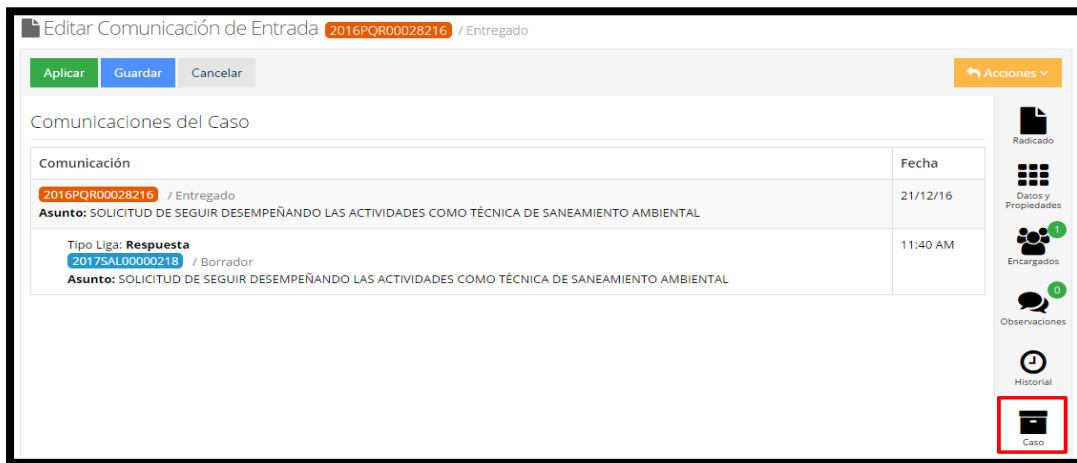 Editar Comunicación de Entrada 2016PQR00028216 / Entregado
Aplicar Guardar Cancelar Acciones
Comunicaciones del Caso
Comunicación Fecha
2016PQR00028216 / Entregado 21/12/16
Asunto: SOLICITUD DE SEGUIR DESEMPEÑANDO LAS ACTIVIDADES COMO TÉCNICA DE SANEAMIENTO AMBIENTAL
Tipo Liga: Respuesta 11:40 AM
2017SAL00000218 / Borrador
Asunto: SOLICITUD DE SEGUIR DESEMPEÑANDO LAS ACTIVIDADES COMO TÉCNICA DE SANEAMIENTO AMBIENTAL
Radicado
Datos y
Propiedades
1
Encargados
0
Observaciones
Historial
Caso